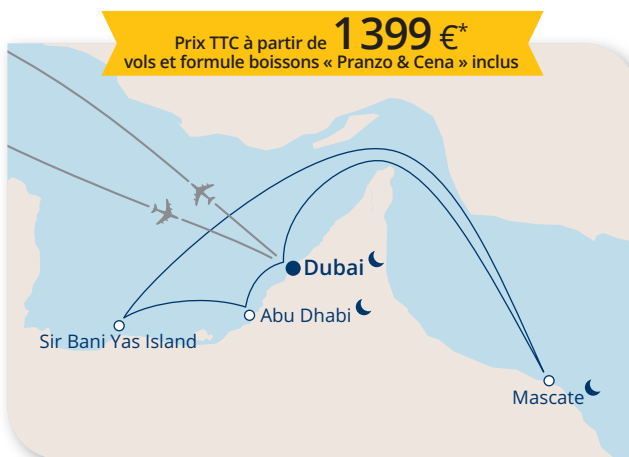 Prix TTC à partir de 1 399 €*
vols et formule boissons « Pranzo & Cena » inclus
Dubai
Abu Dhabi
Sir Bani Yas Island
Mascate